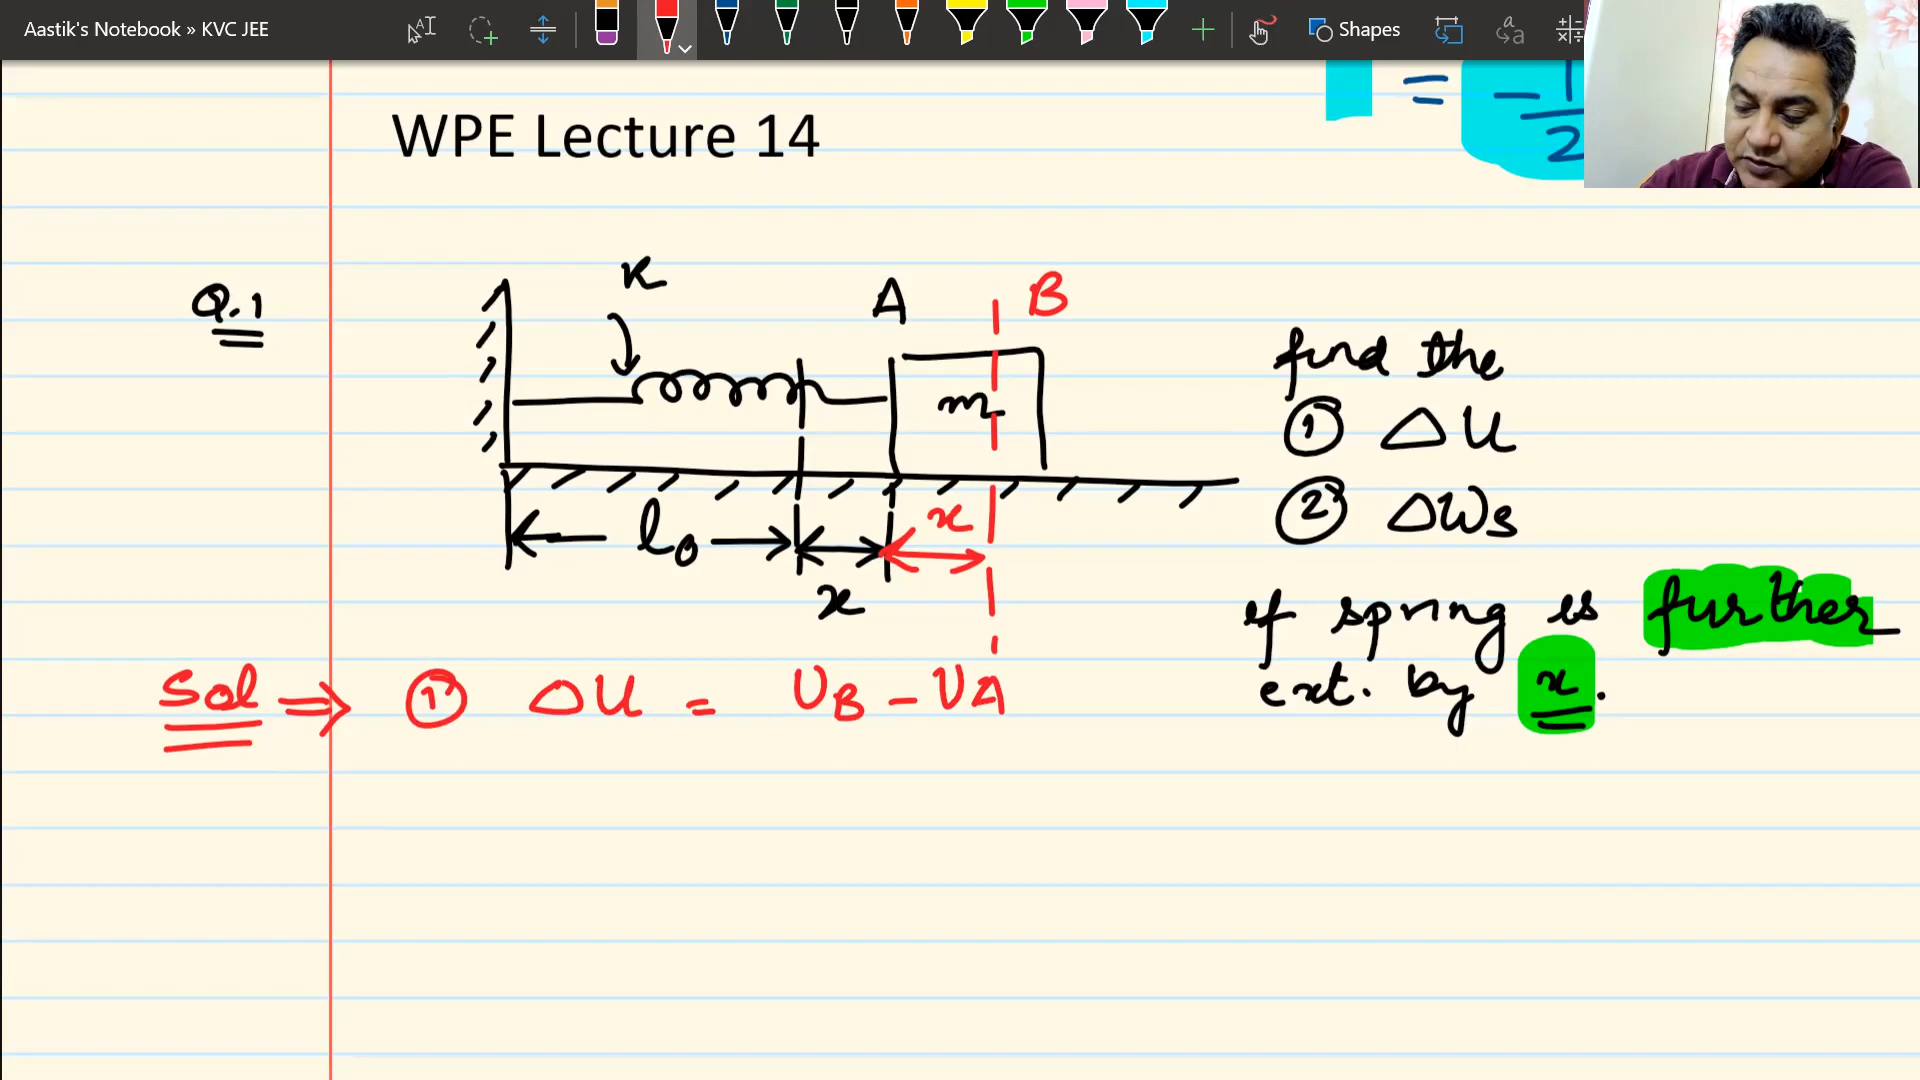 Aastik's Notebook » KVC JEE
Shapes
WPE Lecture 14
= -1/2
Q.1
K
A
B
m
l₀
x
x
find the
① ΔU
② ΔWs
if spring is further
ext. by x.
Sol ⇒ ① ΔU = UB - UA